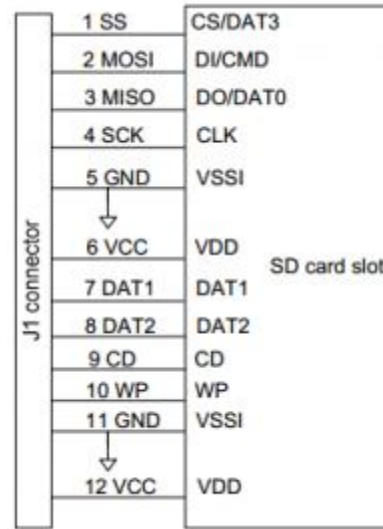 J1 connector
1 SS CS/DAT3
2 MOSI DI/CMD
3 MISO DO/DAT0
4 SCK CLK
5 GND VSSI
6 VCC VDD
SD card slot
7 DAT1 DAT1
8 DAT2 DAT2
9 CD CD
10 WP WP
11 GND VSSI
12 VCC VDD